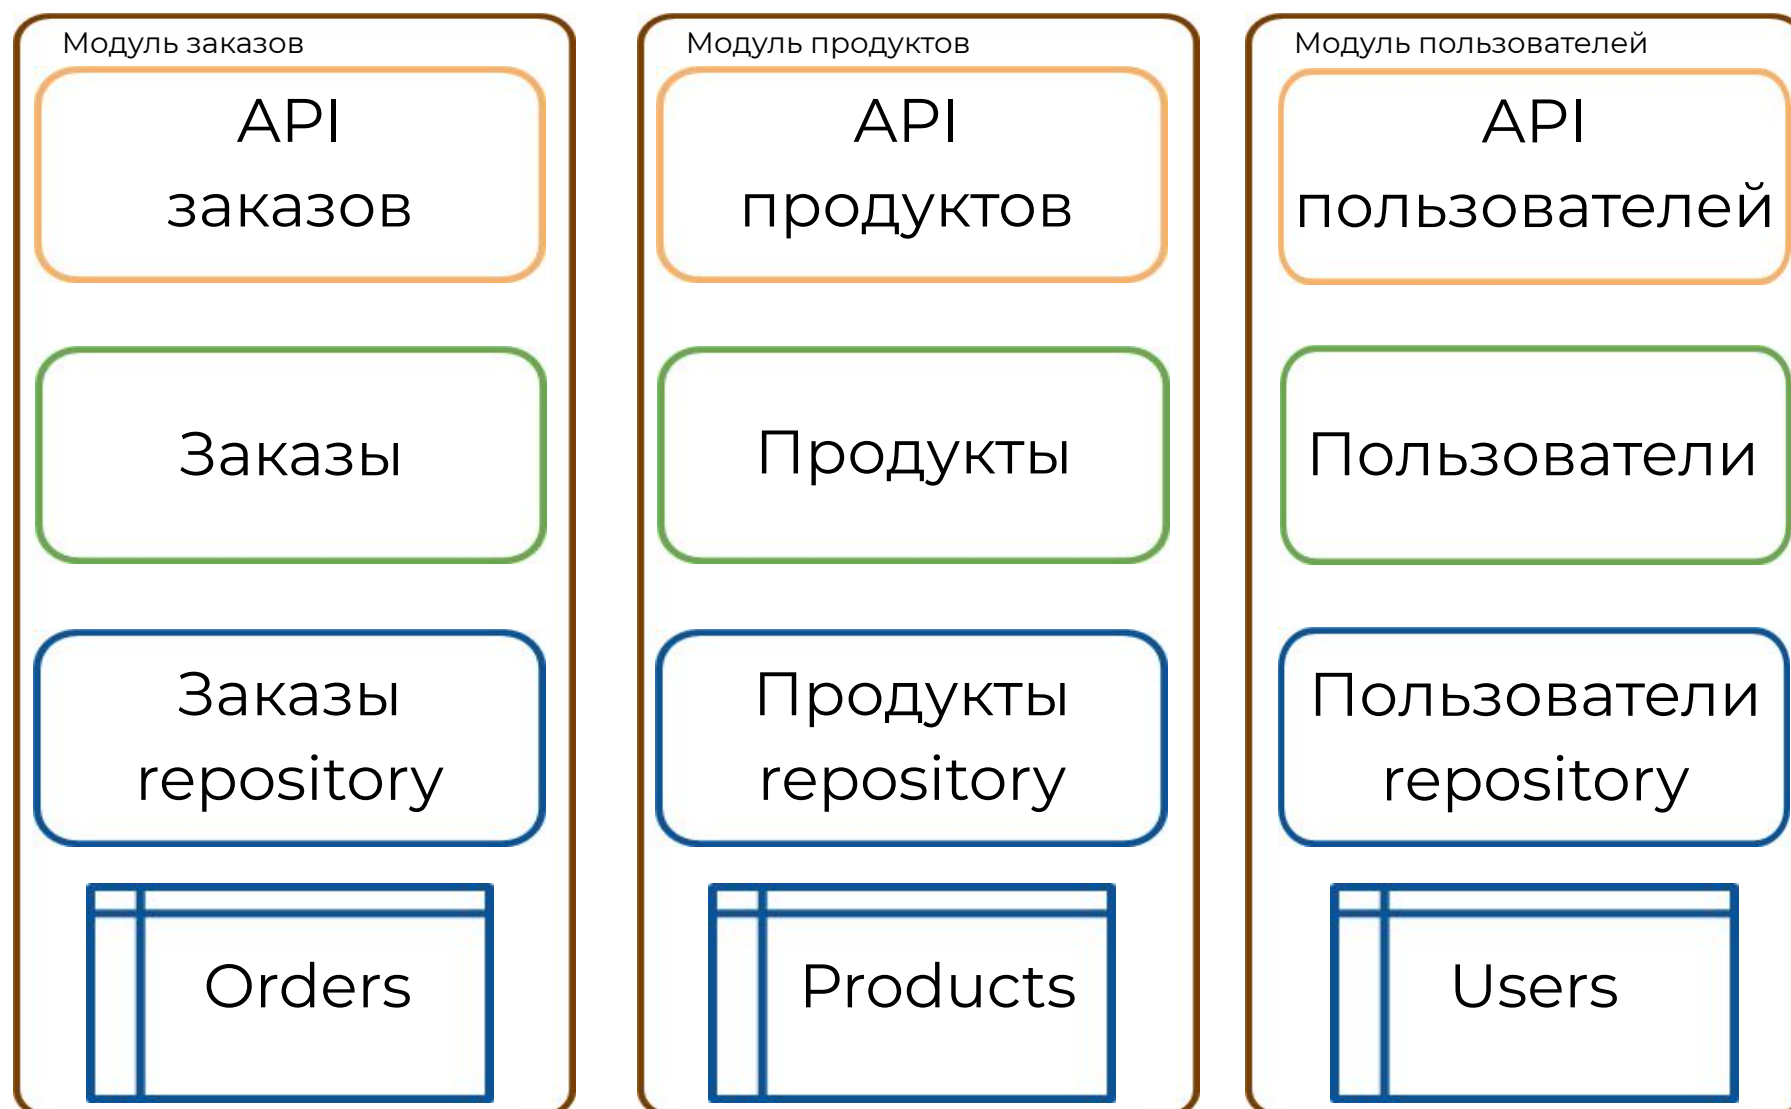 Модуль заказов
API
заказов
Заказы
Заказы
repository
Orders
Модуль продуктов
API
продуктов
Продукты
Продукты
repository
Products
Модуль пользователей
API
пользователей
Пользователи
Пользователи
repository
Users